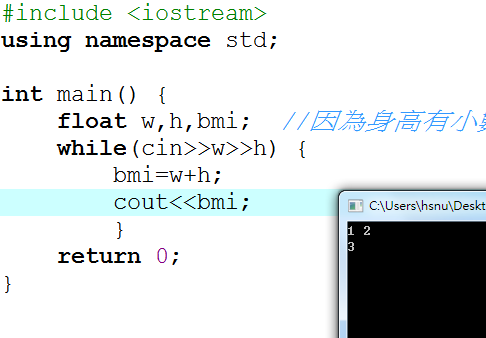 #include <iostream>
using namespace std;
int main() {
float w,h,bmi; //因為身高有小數
while(cin>>w>>h) {
bmi=w+h;
cout<<bmi;
}
return 0;
}
C:\Users\hsnu\Deskt
1 2
3